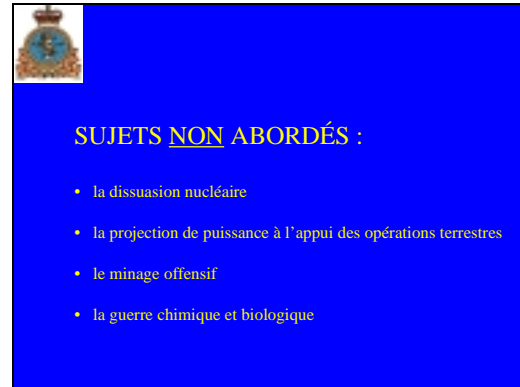 SUJETS NON ABORDÉS :
• la dissuasion nucléaire
• la projection de puissance à l’appui des opérations terrestres
• le minage offensif
• la guerre chimique et biologique